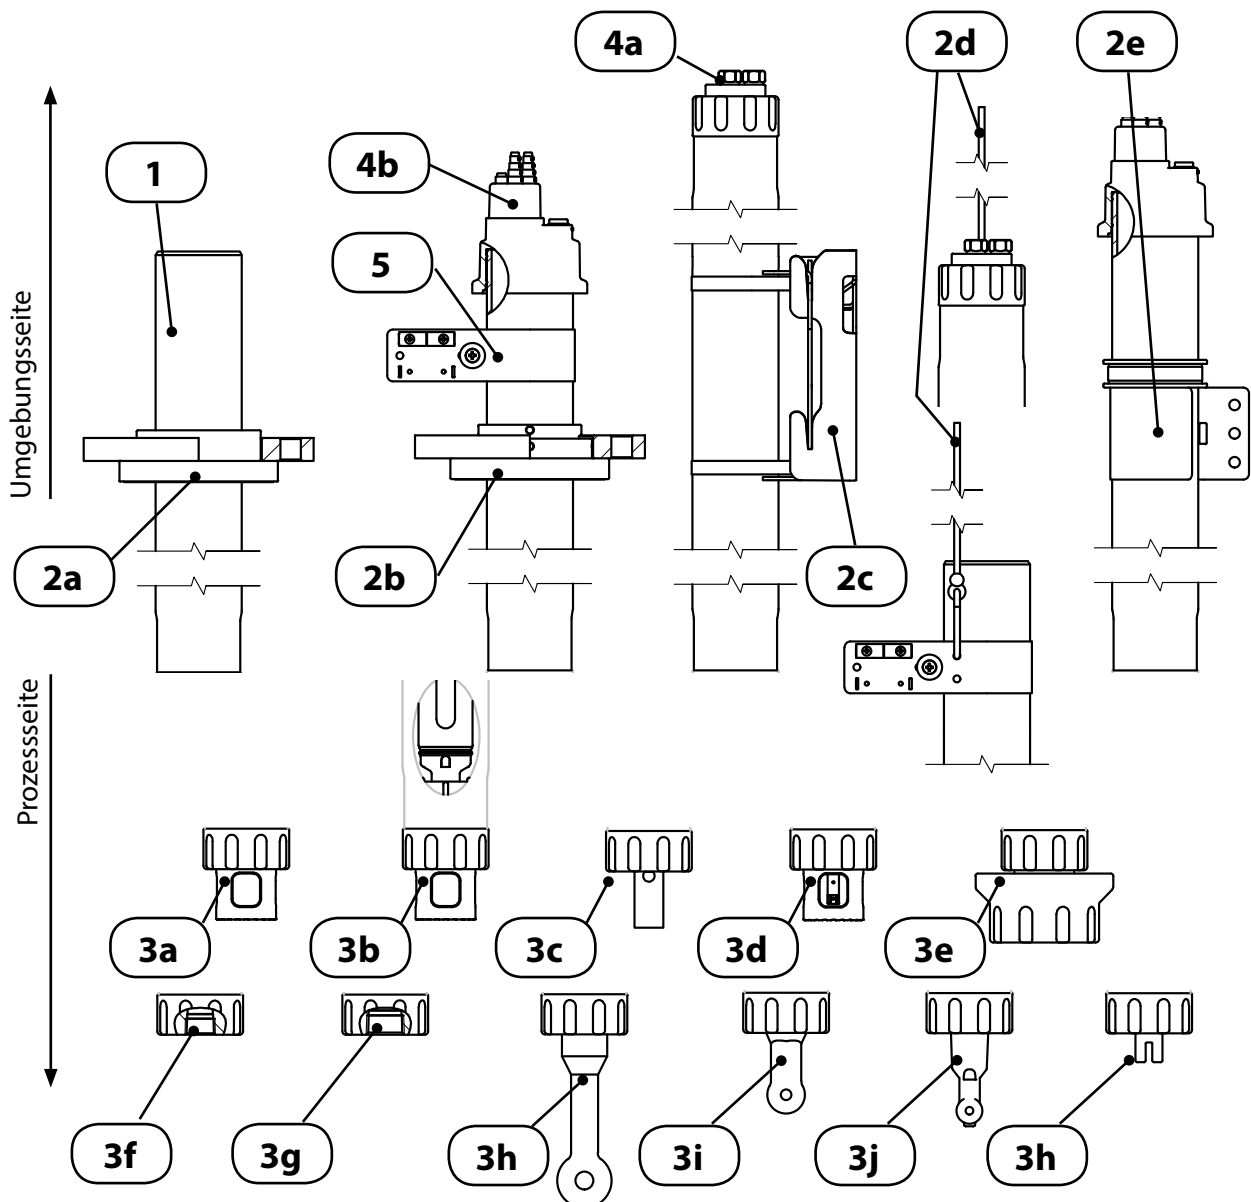 4a
2d
2e
1
4b
5
Umgebungsseite
2a
2b
2c
Prozessseite
3a
3b
3c
3d
3e
3f
3g
3h
3i
3j
3h